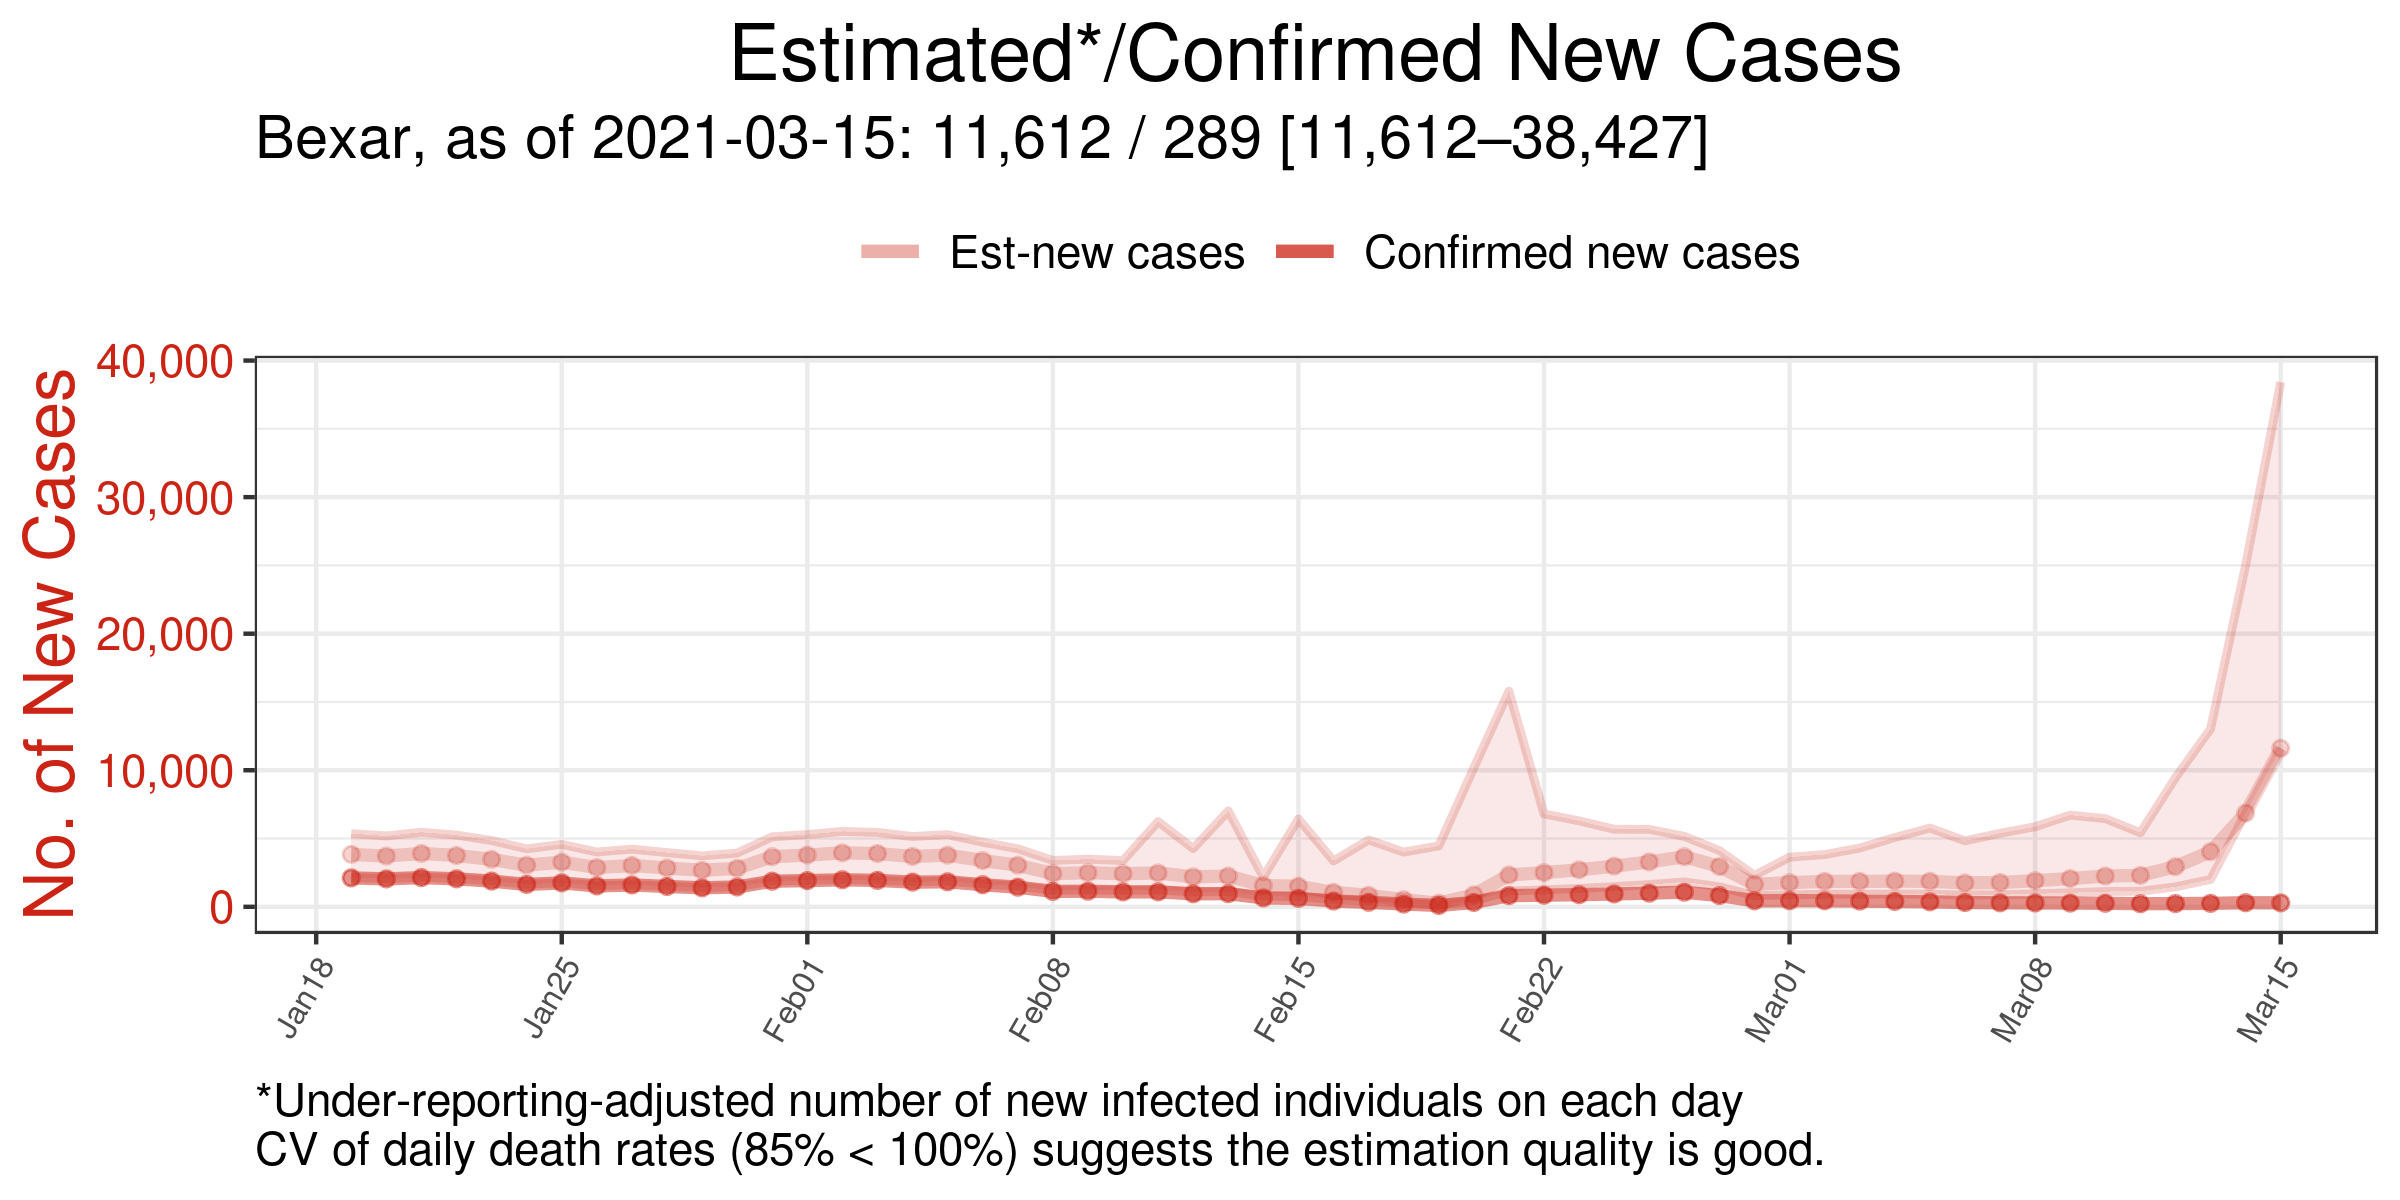 Estimated*/Confirmed New Cases
Bexar, as of 2021-03-15: 11,612 / 289 [11,612–38,427]
Est-new cases
Confirmed new cases
No. of New Cases
40,000
30,000
20,000
10,000
0
Jan18
Jan25
Feb01
Feb08
Feb15
Feb22
Mar01
Mar08
Mar15
*Under-reporting-adjusted number of new infected individuals on each day
CV of daily death rates (85% < 100%) suggests the estimation quality is good.